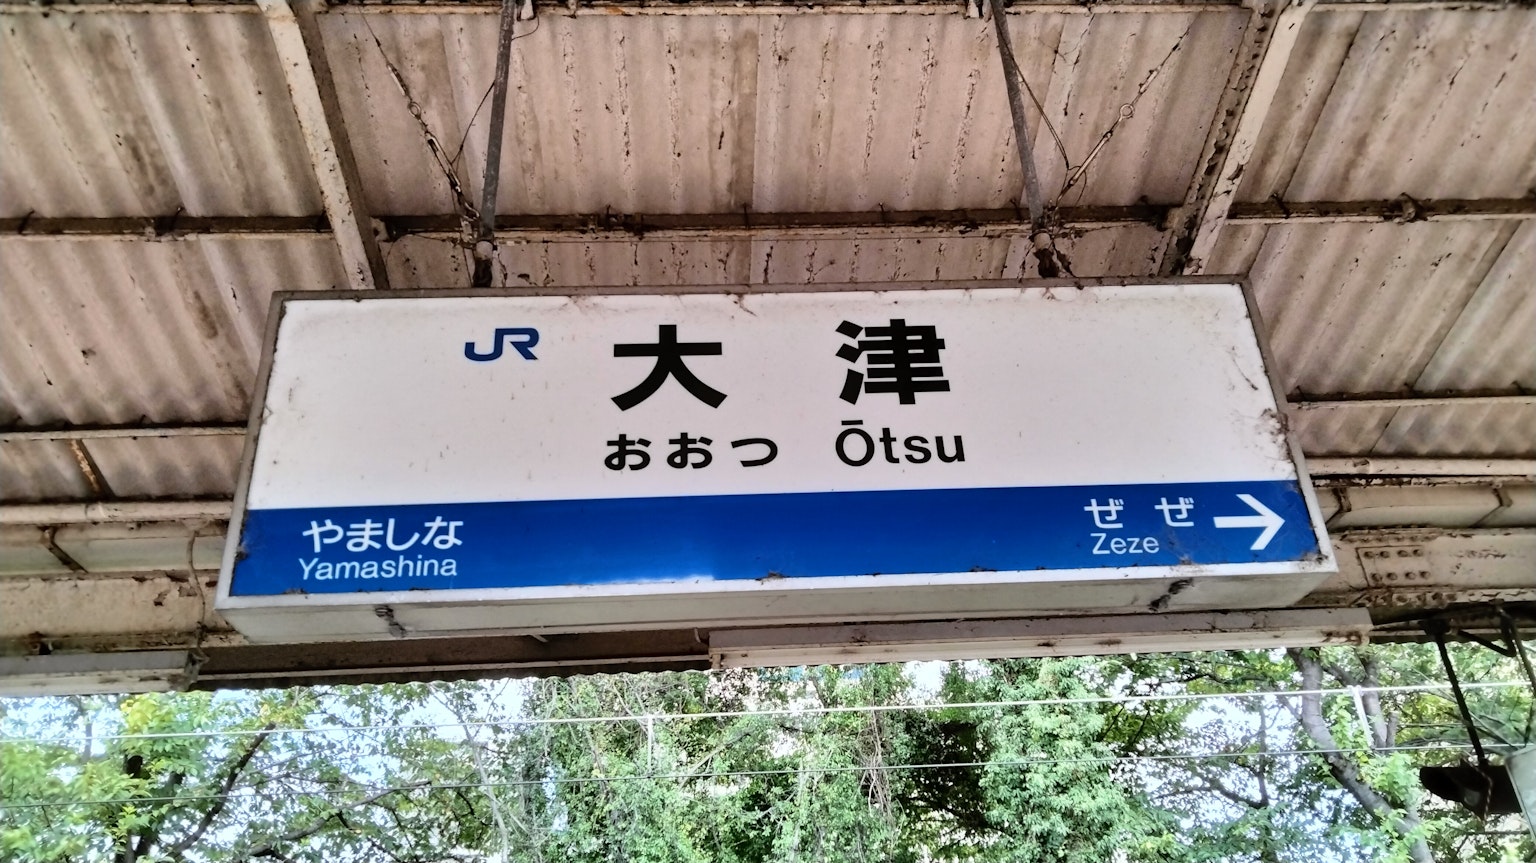 JR 大津
おおつ Ōtsu
やましな
Yamashina
ぜぜ →
Zeze